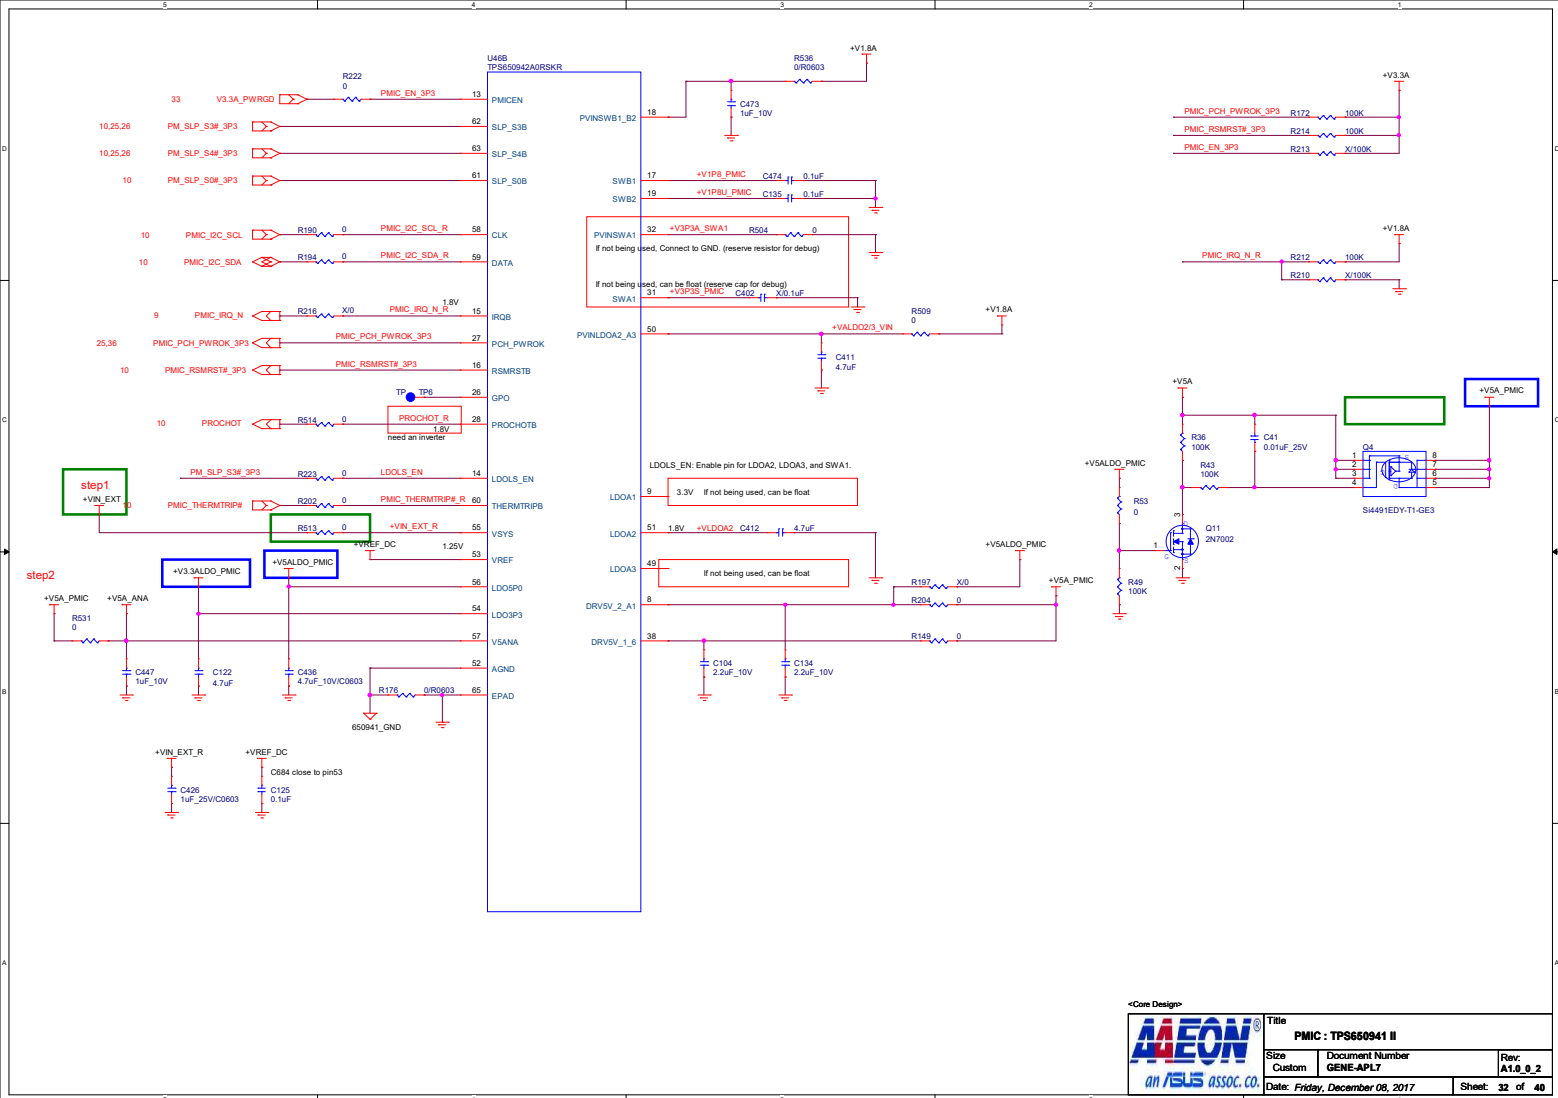 5
4
3
2
1
D
D
C
C
B
B
A
A
U46B
TPS650942A0RSKR
R222
0
33
V3.3A_PWRGD
PMIC_EN_3P3
13
PMICEN
10,25,26
PM_SLP_S3#_3P3
62
SLP_S3B
10,25,26
PM_SLP_S4#_3P3
63
SLP_S4B
10
PM_SLP_S0#_3P3
61
SLP_S0B
10
PMIC_I2C_SCL
R190
0
PMIC_I2C_SCL_R
58
CLK
10
PMIC_I2C_SDA
R194
0
PMIC_I2C_SDA_R
59
DATA
1.8V
9
PMIC_IRQ_N
R216
X/0
PMIC_IRQ_N_R
15
IRQB
25,36
PMIC_PCH_PWROK_3P3
PMIC_PCH_PWROK_3P3
27
PCH_PWROK
10
PMIC_RSMRST#_3P3
PMIC_RSMRST#_3P3
16
RSMRSTB
TP
TP6
26
GPO
10
PROCHOT
R514
0
PROCHOT_R
1.8V
28
PROCHOTB
need an inverter
PM_SLP_S3#_3P3
R223
0
LDOLS_EN
14
LDOLS_EN
step1
+VIN_EXT
10
PMIC_THERMTRIP#
R202
0
PMIC_THERMTRIP#_R
60
THERMTRIPB
R513
0
+VIN_EXT_R
55
VSYS
+VREF_DC
1.25V
53
VREF
step2
+V3.3ALDO_PMIC
+V5ALDO_PMIC
56
LDO5P0
54
LDO3P3
+V5A_PMIC
+V5A_ANA
R531
0
57
V5ANA
C447
1uF_10V
C122
4.7uF
C436
4.7uF_10V/C0603
52
AGND
R176
0/R0603
65
EPAD
650941_GND
+VIN_EXT_R
+VREF_DC
C684 close to pin53
C426
1uF_25V/C0603
C125
0.1uF
+V1.8A
R536
0/R0603
C473
1uF_10V
PVINSWB1_B2
18
SWB1
17
+V1P8_PMIC
C474
0.1uF
SWB2
19
+V1P8U_PMIC
C135
0.1uF
PVINSWA1
32
+V3P3A_SWA1
R504
0
If not being used, Connect to GND. (reserve resistor for debug)
If not being used, can be float (reserve cap for debug)
SWA1
31
+V3P3S_PMIC
C402
X/0.1uF
PVINLDOA2_A3
50
+VALDO2/3_VIN
R509
0
+V1.8A
C411
4.7uF
LDOLS_EN: Enable pin for LDOA2, LDOA3, and SWA1.
LDOA1
9
3.3V
If not being used, can be float
LDOA2
51
1.8V
+VLDOA2
C412
4.7uF
LDOA3
49
If not being used, can be float
+V5ALDO_PMIC
R197
X/0
+V5A_PMIC
DRV5V_2_A1
8
R204
0
DRV5V_1_6
38
R149
0
C104
2.2uF_10V
C134
2.2uF_10V
+V3.3A
PMIC_PCH_PWROK_3P3
R172
100K
PMIC_RSMRST#_3P3
R214
100K
PMIC_EN_3P3
R213
X/100K
+V1.8A
PMIC_IRQ_N_R
R212
100K
R210
X/100K
+V5A
+V5A_PMIC
R36
100K
C41
0.01uF_25V
Q4
1
2
3
4
8
7
6
5
Si4491EDY-T1-GE3
+V5ALDO_PMIC
R43
100K
R53
0
3
Q11
2N7002
1
2
R49
100K
<Core Design>
AAEON®
an ASUS assoc. co.
Title
PMIC : TPS650941 II
Size
Custom
Document Number
GENE-APL7
Rev:
A1.0_0_2
Date: Friday, December 08, 2017
Sheet: 32 of 40